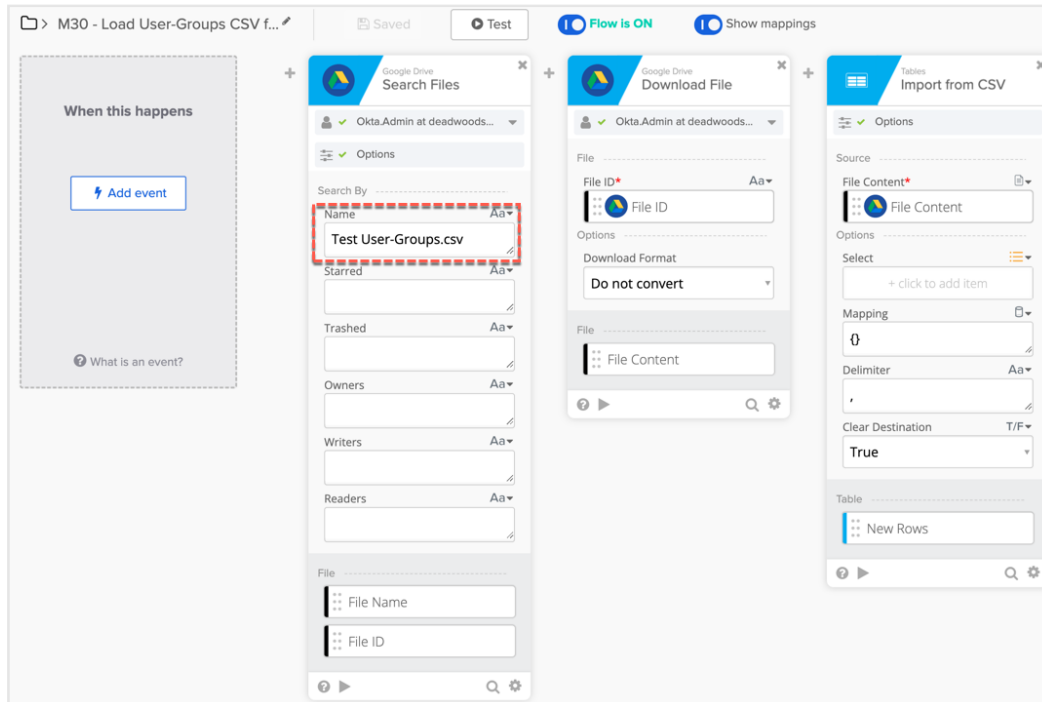 M30 - Load User-Groups CSV f...
Saved
Test
Flow is ON
Show mappings
When this happens
Add event
What is an event?
Google Drive
Search Files
Okta.Admin at deadwoods...
Options
Search By
Name
Aa
Test User-Groups.csv
Starred
Aa
Trashed
Aa
Owners
Aa
Writers
Aa
Readers
Aa
File
File Name
File ID
Google Drive
Download File
Okta.Admin at deadwoods...
File
File ID*
Aa
File ID
Options
Download Format
Do not convert
File
File Content
Tables
Import from CSV
Options
Source
File Content*
File Content
Options
Select
+ click to add item
Mapping
{}
Delimiter
Aa
,
Clear Destination
T/F
True
Table
New Rows